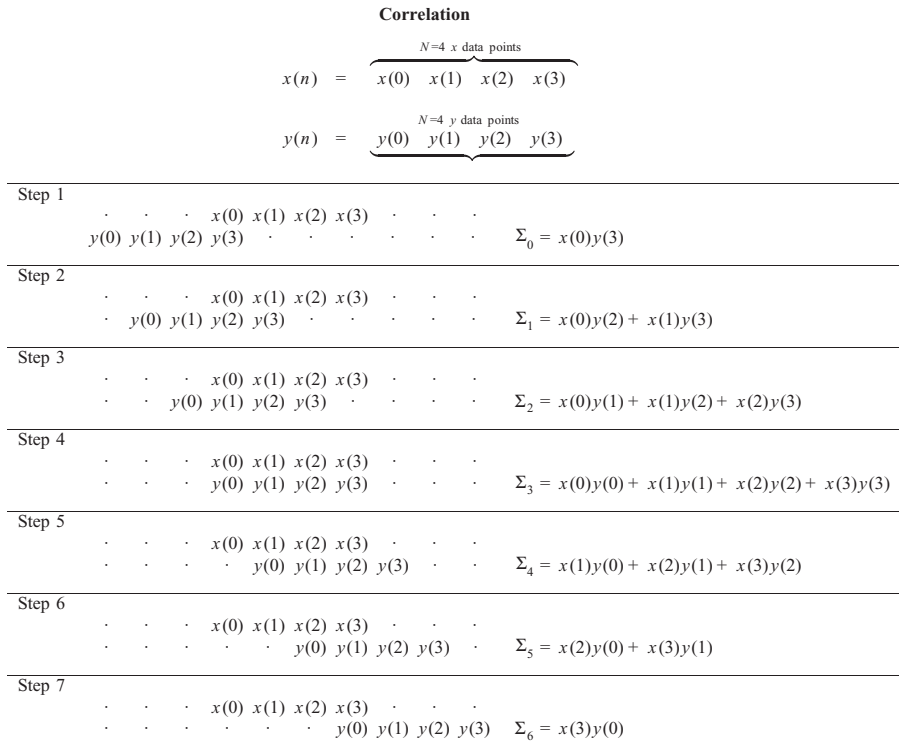 Correlation
N=4 x data points
x(n) = x(0) x(1) x(2) x(3)
N=4 y data points
y(n) = y(0) y(1) y(2) y(3)
Step 1
· · · x(0) x(1) x(2) x(3) · · ·
y(0) y(1) y(2) y(3) · · · · · · Σ₀ = x(0)y(3)
Step 2
· · · x(0) x(1) x(2) x(3) · · ·
· y(0) y(1) y(2) y(3) · · · · · Σ₁ = x(0)y(2)+ x(1)y(3)
Step 3
· · · x(0) x(1) x(2) x(3) · · ·
· · y(0) y(1) y(2) y(3) · · · · Σ₂ = x(0)y(1)+ x(1)y(2)+ x(2)y(3)
Step 4
· · · x(0) x(1) x(2) x(3) · · ·
· · · y(0) y(1) y(2) y(3) · · · Σ₃ = x(0)y(0)+ x(1)y(1)+ x(2)y(2)+ x(3)y(3)
Step 5
· · · x(0) x(1) x(2) x(3) · · ·
· · · · y(0) y(1) y(2) y(3) · · Σ₄ = x(1)y(0)+ x(2)y(1)+ x(3)y(2)
Step 6
· · · x(0) x(1) x(2) x(3) · · ·
· · · · · y(0) y(1) y(2) y(3) · Σ₅ = x(2)y(0)+ x(3)y(1)
Step 7
· · · x(0) x(1) x(2) x(3) · · ·
· · · · · · y(0) y(1) y(2) y(3) Σ₆ = x(3)y(0)